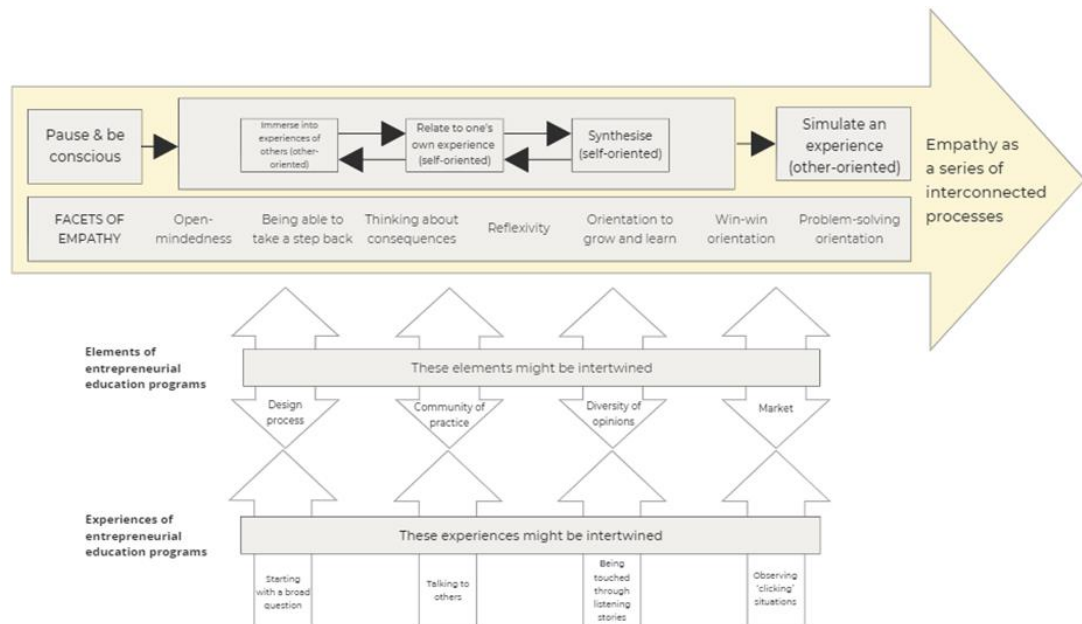 Pause & be
conscious
Immerse into
experiences of
others (other-
oriented)
Relate to one's
own experience
(self-oriented)
Synthesise
(self-oriented)
Simulate an
experience
(other-oriented)
Empathy as
a series of
interconnected
processes
FACETS OF
EMPATHY
Open-
mindedness
Being able to
take a step back
Thinking about
consequences
Reflexivity
Orientation to
grow and learn
Win-win
orientation
Problem-solving
orientation
Elements of
entrepreneurial
education programs
These elements might be intertwined
Design
process
Community of
practice
Diversity of
opinions
Market
Experiences of
entrepreneurial
education programs
These experiences might be intertwined
Starting
with a broad
question
Talking to
others
Being
touched
through
listening
stories
Observing
'clicking'
situations